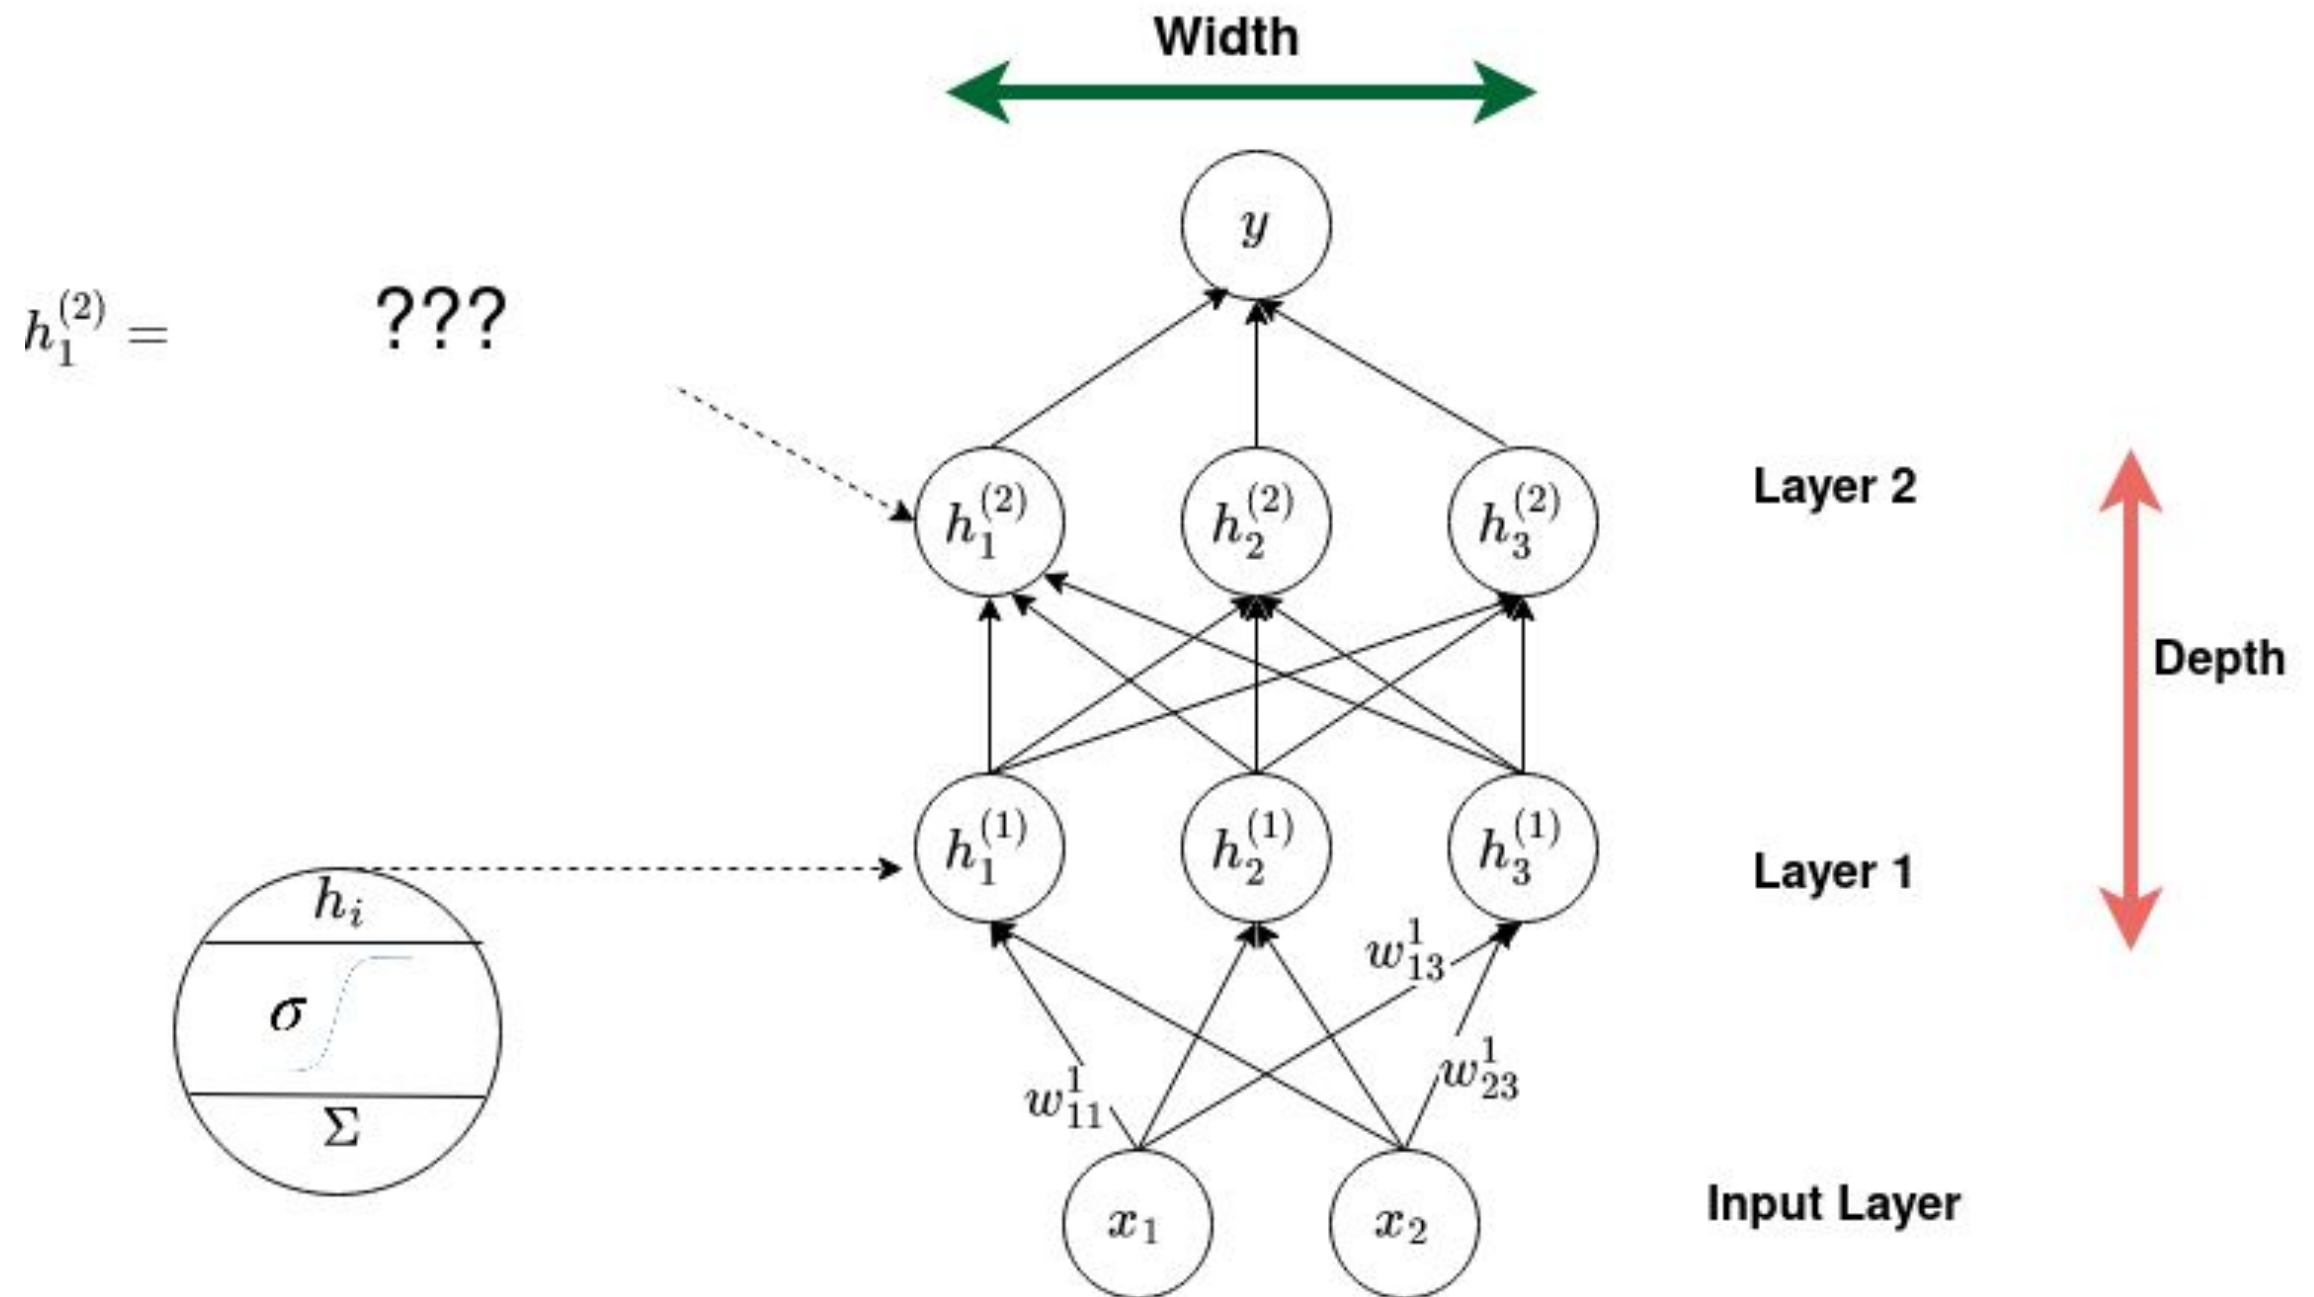 Width
y
h_1^{(2)} = ???
h_1^{(2)} h_2^{(2)} h_3^{(2)} Layer 2
Depth
h_1^{(1)} h_2^{(1)} h_3^{(1)} Layer 1
h_i
w_{13}^1
σ
w_{11}^1 w_{23}^1
Σ
x_1 x_2 Input Layer